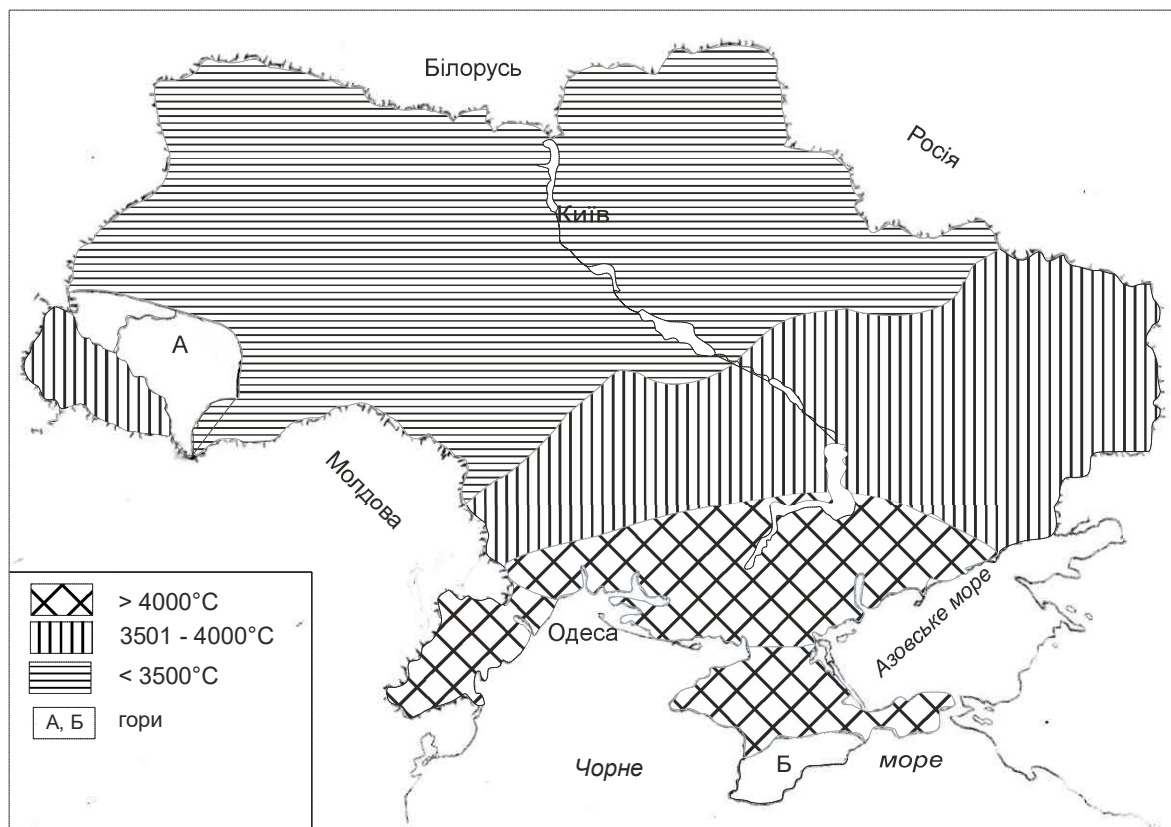 Білорусь
Росія
Київ
А
Молдова
Одеса
Азовське море
Чорне
море
Б
> 4000°C
3501 - 4000°C
< 3500°C
А, Б
гори